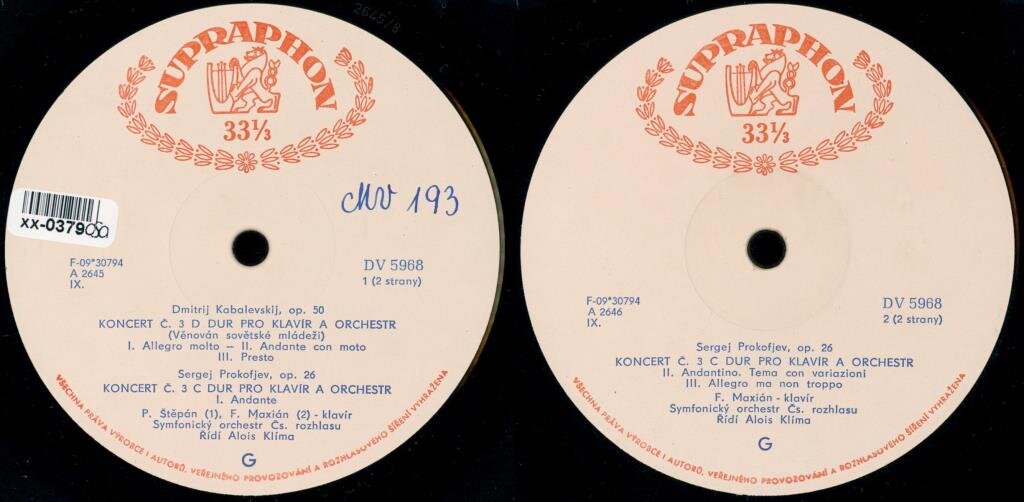 2645/8
SUPRAPHON
33⅓
MV 193
XX-0379
F-09*30794
A 2645
IX.
DV 5968
1 (2 strany)
Dmitrij Kabalevskij, op. 50
KONCERT Č. 3 D DUR PRO KLAVÍR A ORCHESTR
(Věnován sovětské mládeži)
I. Allegro molto – II. Andante con moto
III. Presto
Sergej Prokofjev, op. 26
KONCERT Č. 3 C DUR PRO KLAVÍR A ORCHESTR
I. Andante
P. Štěpán (1), F. Maxián (2) - klavír
Symfonický orchestr Čs. rozhlasu
Řídí Alois Klíma
G
VŠECHNA PRÁVA VÝROBCE I AUTORŮ, VEŘEJNÉHO PROVOZOVÁNÍ A ROZHLASOVÉHO ŠÍŘENÍ VYHRAŽENA.
SUPRAPHON
33⅓
F-09*30794
A 2646
IX.
DV 5968
2 (2 strany)
Sergej Prokofjev, op. 26
KONCERT Č. 3 C DUR PRO KLAVÍR A ORCHESTR
II. Andantino. Tema con variazioni
III. Allegro ma non troppo
F. Maxián - klavír
Symfonický orchestr Čs. rozhlasu
Řídí Alois Klíma
G
VŠECHNA PRÁVA VÝROBCE I AUTORŮ, VEŘEJNÉHO PROVOZOVÁNÍ A ROZHLASOVÉHO ŠÍŘENÍ VYHRAŽENA.